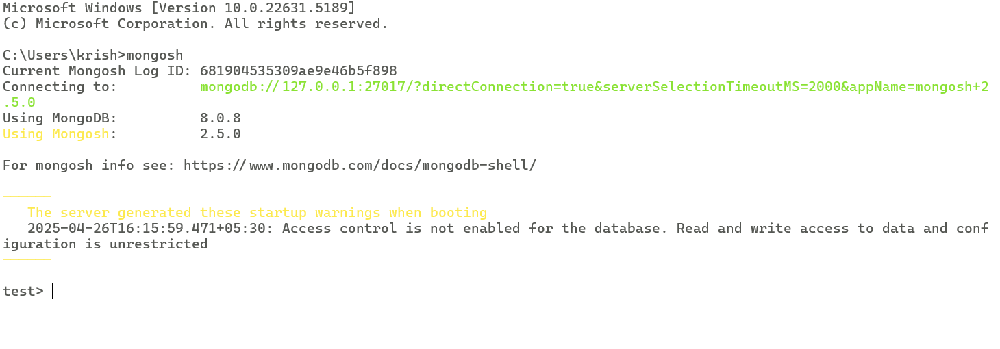 Microsoft Windows [Version 10.0.22631.5189]
(c) Microsoft Corporation. All rights reserved.
C:\Users\krish>mongosh
Current Mongosh Log ID: 681904535309ae9e46b5f898
Connecting to:          mongodb://127.0.0.1:27017/?directConnection=true&serverSelectionTimeoutMS=2000&appName=mongosh+2
.5.0
Using MongoDB:          8.0.8
Using Mongosh:          2.5.0
For mongosh info see: https://www.mongodb.com/docs/mongodb-shell/
------
   The server generated these startup warnings when booting
   2025-04-26T16:15:59.471+05:30: Access control is not enabled for the database. Read and write access to data and conf
iguration is unrestricted
------
test>